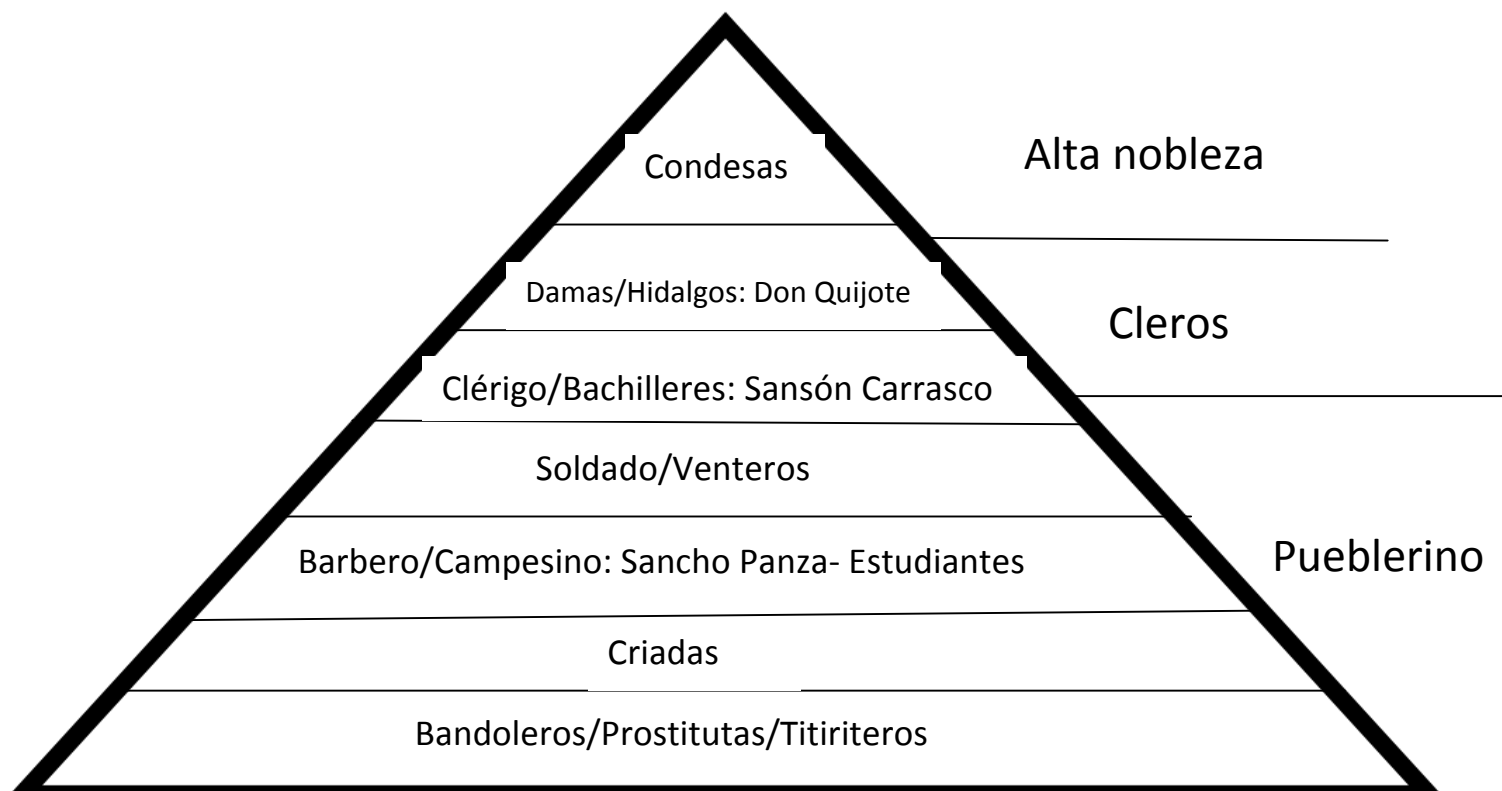 Alta nobleza
Condesas
Damas/Hidalgos: Don Quijote
Cleros
Clérigo/Bachilleres: Sansón Carrasco
Soldado/Venteros
Barbero/Campesino: Sancho Panza- Estudiantes
Pueblerino
Criadas
Bandoleros/Prostitutas/Titiriteros